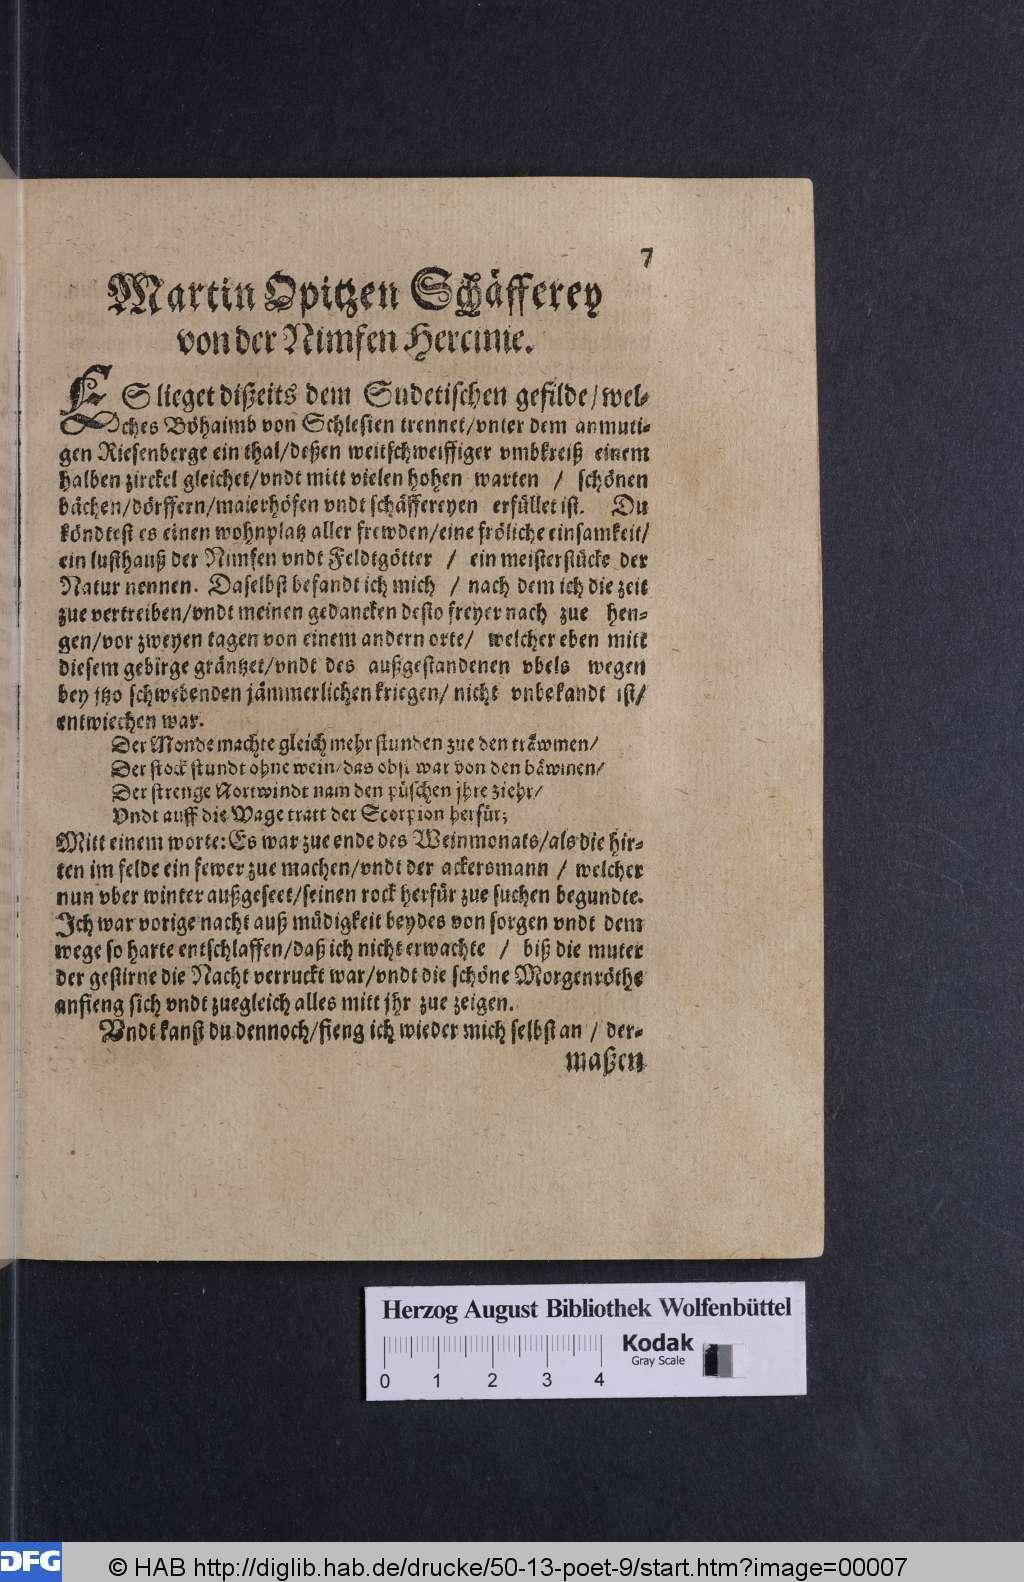 7
Martin Opitzen Schäfferey
von der Nimfen Hercinie.
ES lieget dißeits dem Sudetischen gefilde / wel-
ches Böhaimb von Schlesien trennet/vnter dem anmuti-
gen Riesenberge ein thal/deßen weitschweiffiger vmbkreiß einem
halben zirckel gleichet/vndt mitt vielen hohen warten / schönen
bächen/dörffern/maierhöfen vndt schäffereyen erfüllet ist. Du
köndtest es einen wohnplatz aller frewden/eine fröliche einsamkeit/
ein lusthauß der Nimfen vndt Feldtgötter / ein meisterstücke der
Natur nennen. Daselbst befandt ich mich / nach dem ich die zeit
zue vertreiben/vndt meinen gedancken desto freyer nach zue hen-
gen/vor zweyen tagen von einem andern orte/ welcher eben mitt
diesem gebirge gräntzet/vndt des außgestandenen vbels wegen
bey jtzo schwebenden jämmerlichen kriegen/ nicht vnbekandt ist/
entwiechen war.
Der Monde machte gleich mehr stunden zue den träwmen/
Der stock stundt ohne wein/das obst war von den bäwmen/
Der strenge Nortwindt nam den püschen jhre ziehr/
Vndt auff die Wage tratt der Scorpion herfür;
Mitt einem worte: Es war zue ende des Weinmonats/als die hir-
ten im felde ein fewer zue machen/vndt der ackersmann / welcher
nun vber winter außgeseet/seinen rock herfür zue suchen begundte.
Ich war vorige nacht auß müdigkeit beydes von sorgen vndt dem
wege so harte entschlaffen/daß ich nicht erwachte / biß die muter
der gestirne die Nacht verruckt war/vndt die schöne Morgenröthe
anfieng sich vndt zuegleich alles mitt jhr zue zeigen.
Vndt kanst du dennoch/fieng ich wieder mich selbst an / der-
maßen
Herzog August Bibliothek Wolfenbüttel
Kodak
Gray Scale
0 1 2 3 4
DFG
© HAB http://diglib.hab.de/drucke/50-13-poet-9/start.htm?image=00007